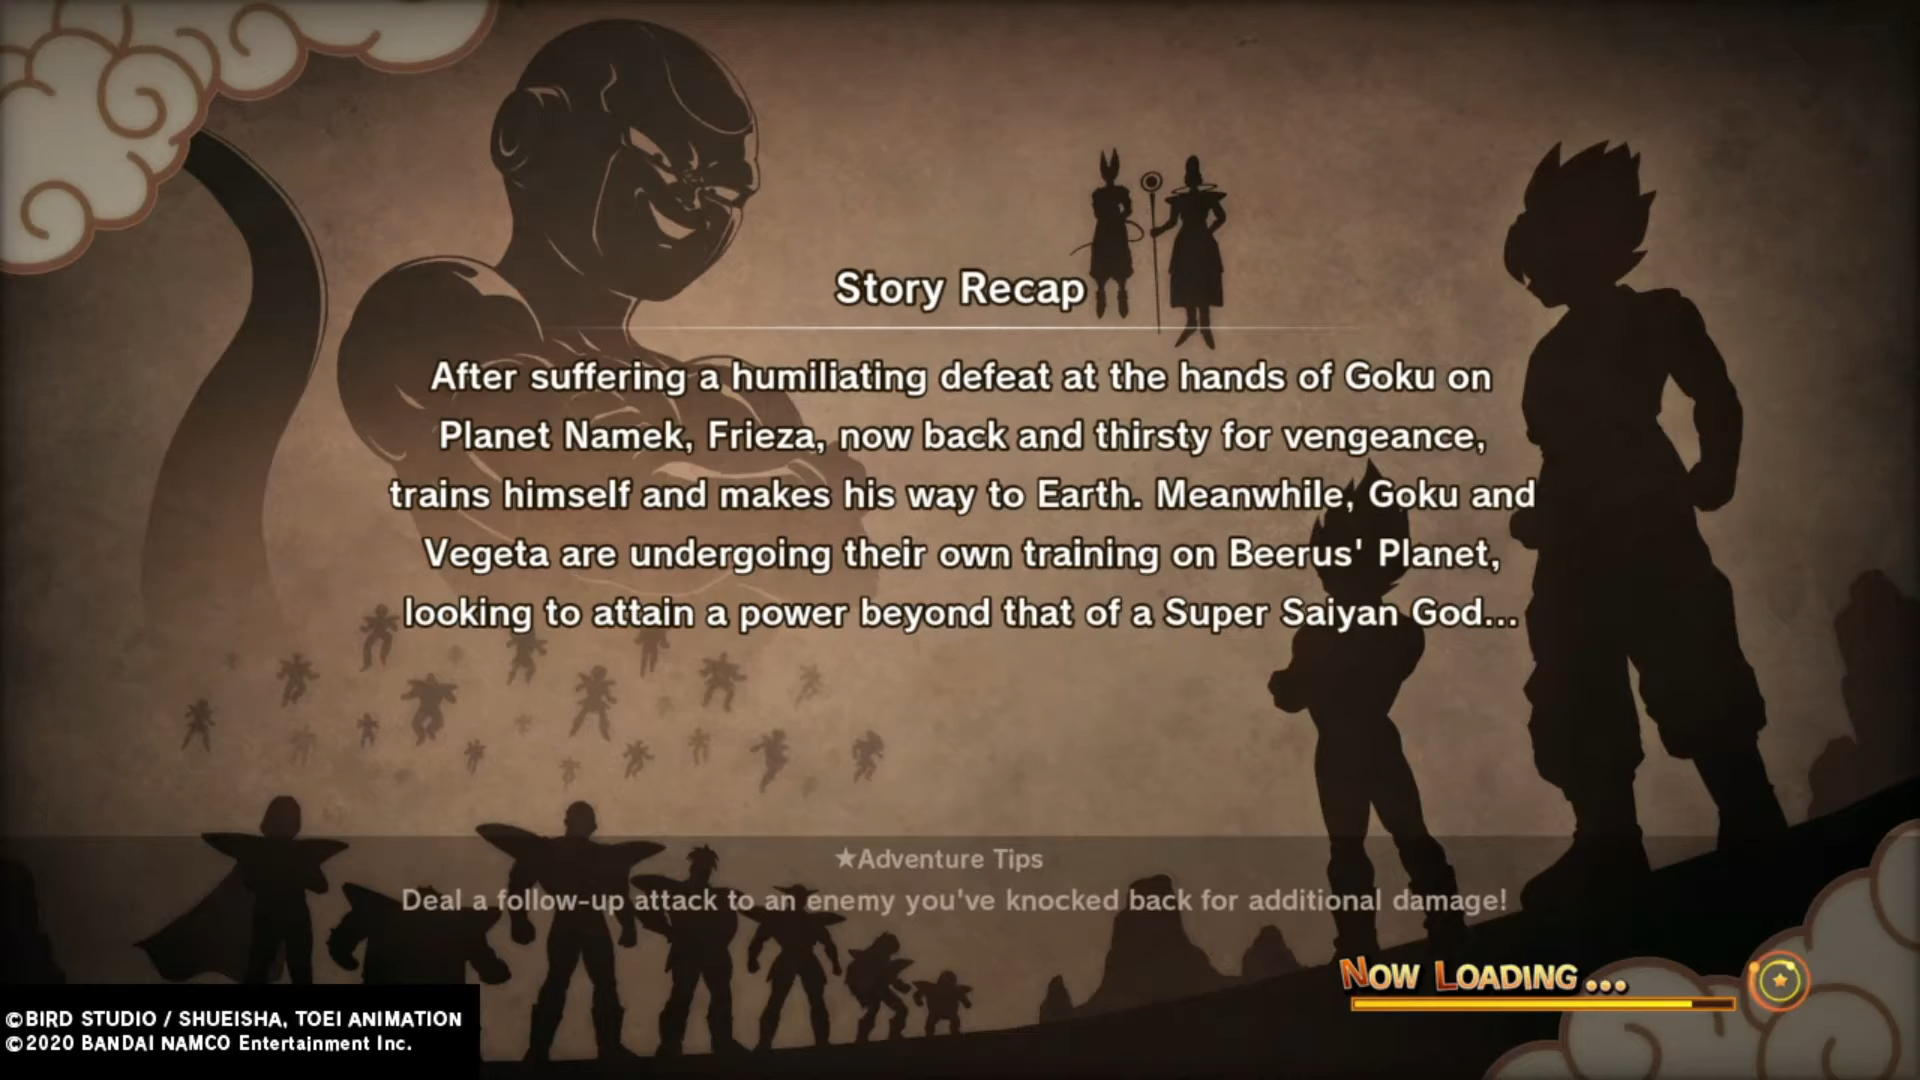 Story Recap
After suffering a humiliating defeat at the hands of Goku on
Planet Namek, Frieza, now back and thirsty for vengeance,
trains himself and makes his way to Earth. Meanwhile, Goku and
Vegeta are undergoing their own training on Beerus' Planet,
looking to attain a power beyond that of a Super Saiyan God...
★Adventure Tips
Deal a follow-up attack to an enemy you've knocked back for additional damage!
NOW LOADING...
©BIRD STUDIO / SHUEISHA, TOEI ANIMATION
©2020 BANDAI NAMCO Entertainment Inc.